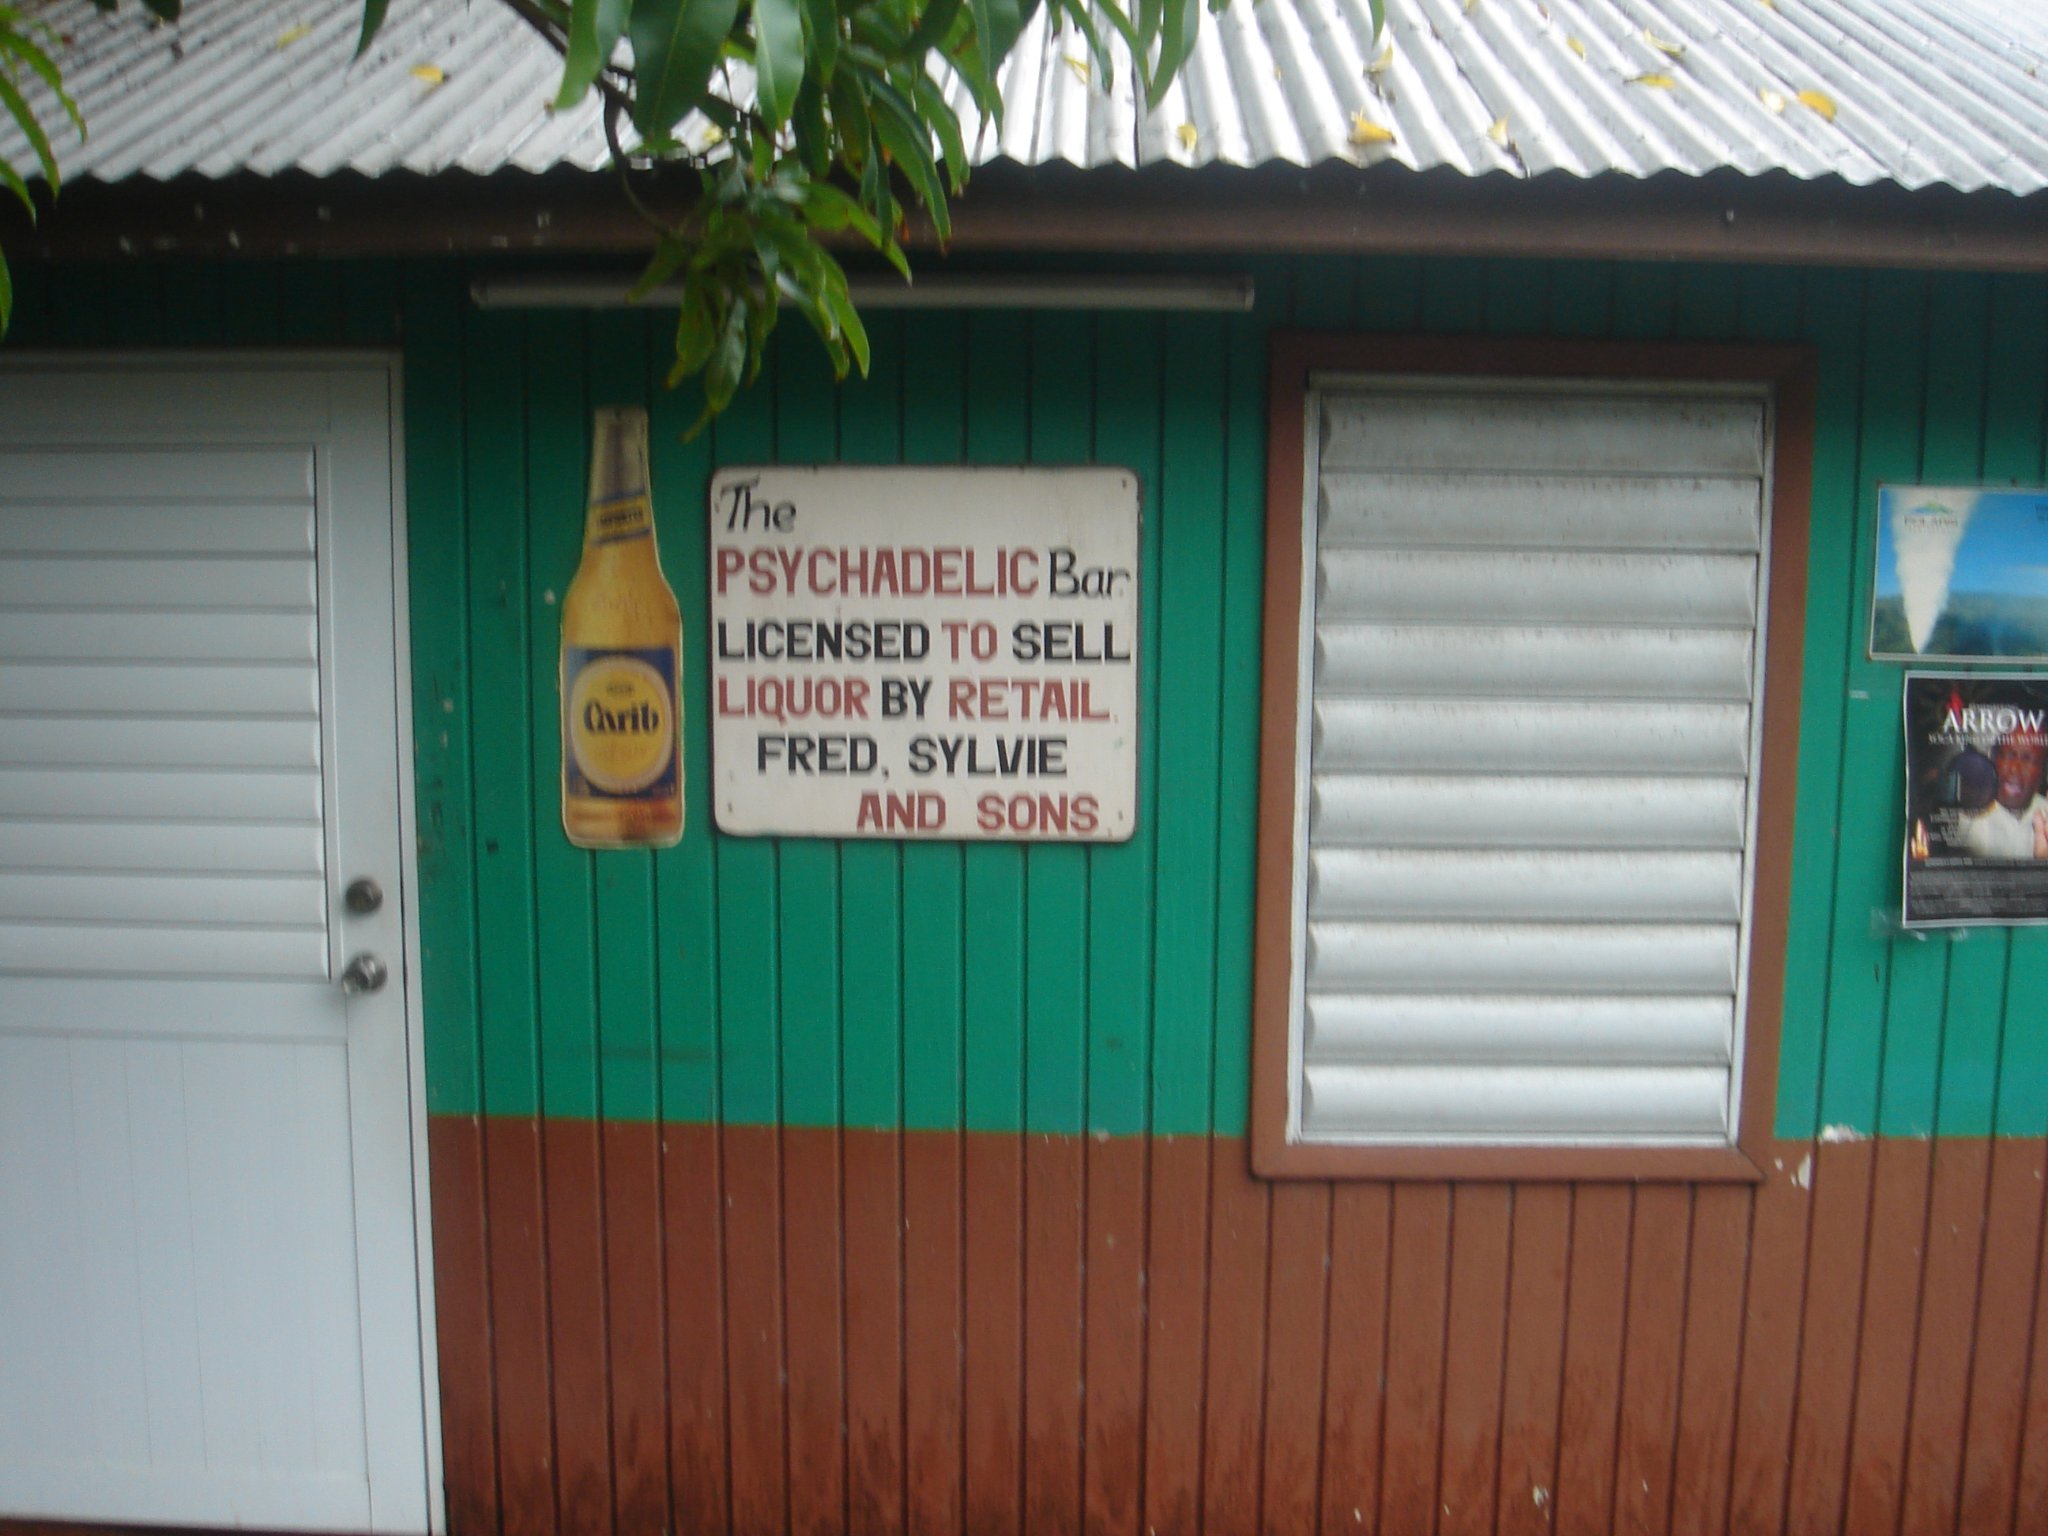 The
PSYCHADELIC Bar
LICENSED TO SELL
LIQUOR BY RETAIL
FRED, SYLVIE
AND SONS
Carib
ARROW